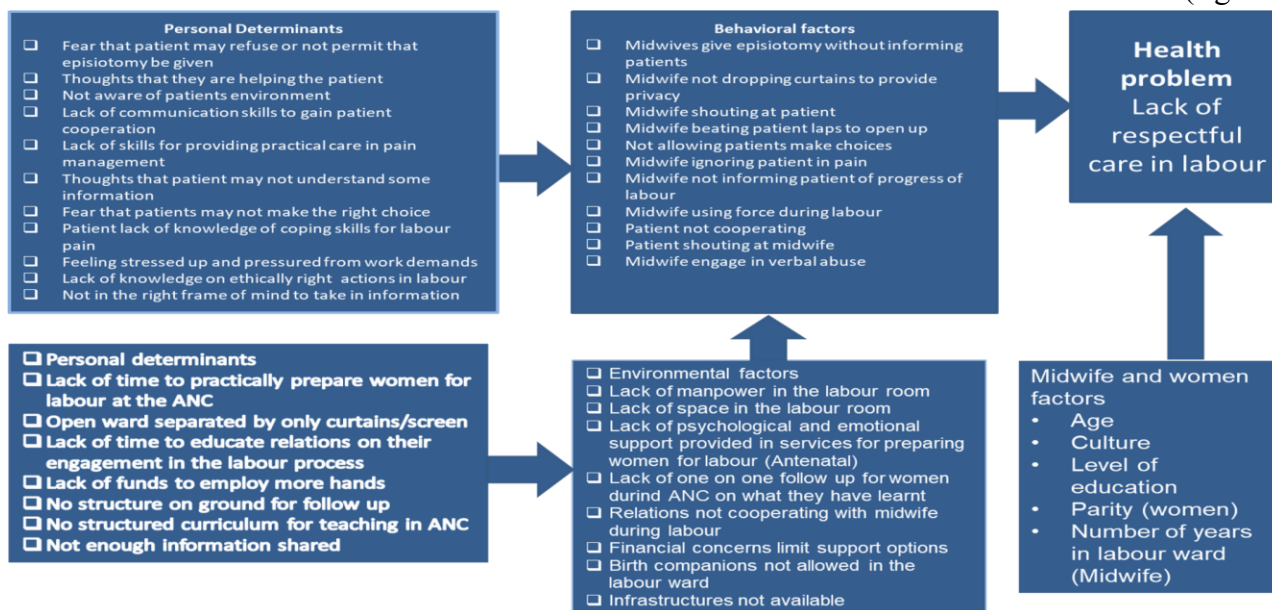 Personal Determinants
❑ Fear that patient may refuse or not permit that
episiotomy be given
❑ Thoughts that they are helping the patient
❑ Not aware of patients environment
❑ Lack of communication skills to gain patient
cooperation
❑ Lack of skills for providing practical care in pain
management
❑ Thoughts that patient may not understand some
information
❑ Fear that patients may not make the right choice
❑ Patient lack of knowledge of coping skills for labour
pain
❑ Feeling stressed up and pressured from work demands
❑ Lack of knowledge on ethically right actions in labour
❑ Not in the right frame of mind to take in information
Behavioral factors
❑ Midwives give episiotomy without informing
patients
❑ Midwife not dropping curtains to provide
privacy
❑ Midwife shouting at patient
❑ Midwife beating patient laps to open up
❑ Not allowing patients make choices
❑ Midwife ignoring patient in pain
❑ Midwife not informing patient of progress of
labour
❑ Midwife using force during labour
❑ Patient not cooperating
❑ Patient shouting at midwife
❑ Midwife engage in verbal abuse
Health
problem
Lack of
respectful
care in labour
❑ Personal determinants
❑ Lack of time to practically prepare women for
labour at the ANC
❑ Open ward separated by only curtains/screen
❑ Lack of time to educate relations on their
engagement in the labour process
❑ Lack of funds to employ more hands
❑ No structure on ground for follow up
❑ No structured curriculum for teaching in ANC
❑ Not enough information shared
❑ Environmental factors
❑ Lack of manpower in the labour room
❑ Lack of space in the labour room
❑ Lack of psychological and emotional
support provided in services for preparing
women for labour (Antenatal)
❑ Lack of one on one follow up for women
durind ANC on what they have learnt
❑ Relations not cooperating with midwife
during labour
❑ Financial concerns limit support options
❑ Birth companions not allowed in the
labour ward
❑ Infrastructures not available
Midwife and women
factors
• Age
• Culture
• Level of
education
• Parity (women)
• Number of years
in labour ward
(Midwife)